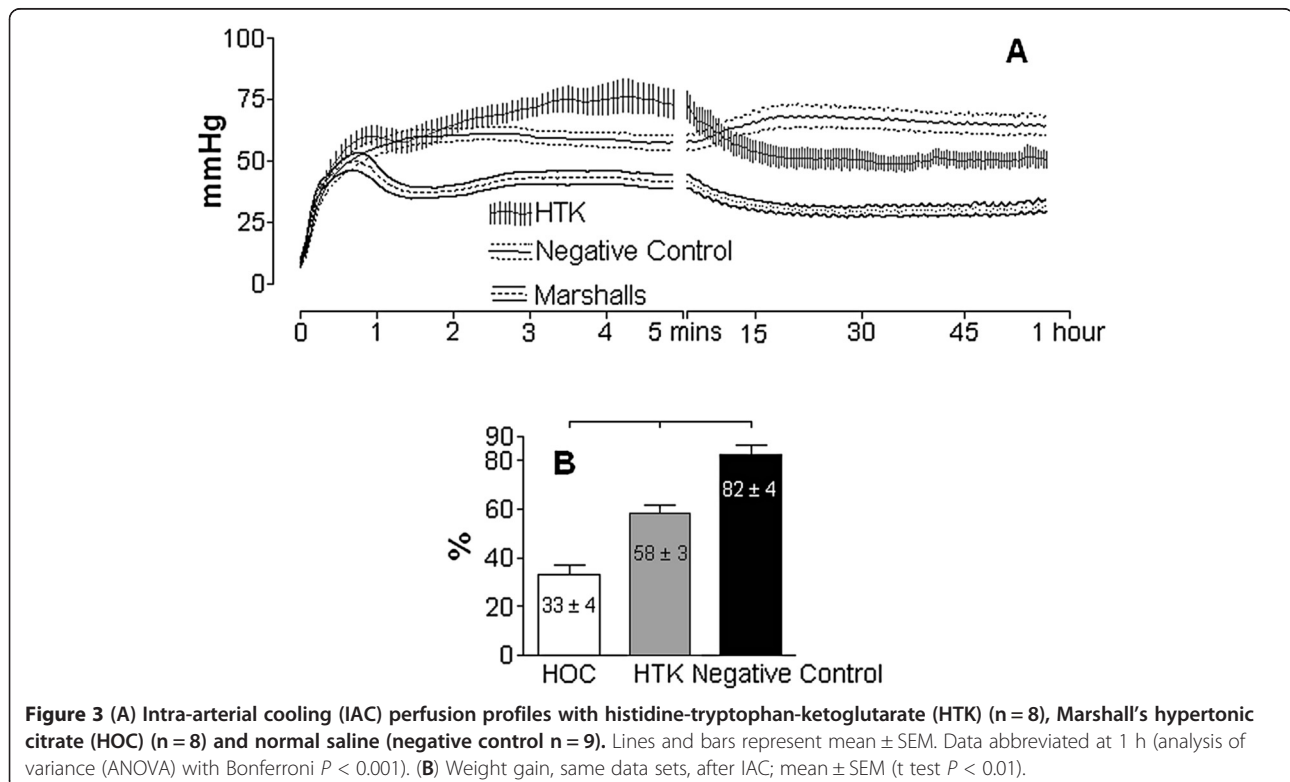 100
A
75
mmHg
50
25
0
HTK
Negative Control
Marshalls
0 1 2 3 4 5 mins 15 30 45 1 hour
90
80
B
60
%
40
20
0
33 ± 4
58 ± 3
82 ± 4
HOC HTK Negative Control
Figure 3 (A) Intra-arterial cooling (IAC) perfusion profiles with histidine-tryptophan-ketoglutarate (HTK) (n = 8), Marshall's hypertonic
citrate (HOC) (n = 8) and normal saline (negative control n = 9). Lines and bars represent mean ± SEM. Data abbreviated at 1 h (analysis of
variance (ANOVA) with Bonferroni P < 0.001). (B) Weight gain, same data sets, after IAC; mean ± SEM (t test P < 0.01).